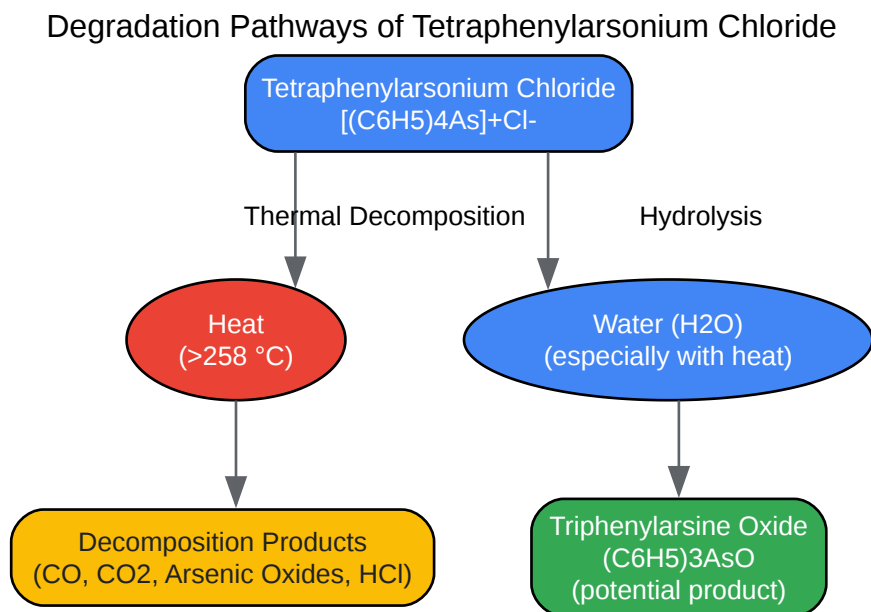 Degradation Pathways of Tetraphenylarsonium Chloride
Tetraphenylarsonium Chloride
[(C6H5)4As]+Cl-
Thermal Decomposition
Hydrolysis
Heat
(>258 °C)
Water (H2O)
(especially with heat)
Decomposition Products
(CO, CO2, Arsenic Oxides, HCl)
Triphenylarsine Oxide
(C6H5)3AsO
(potential product)